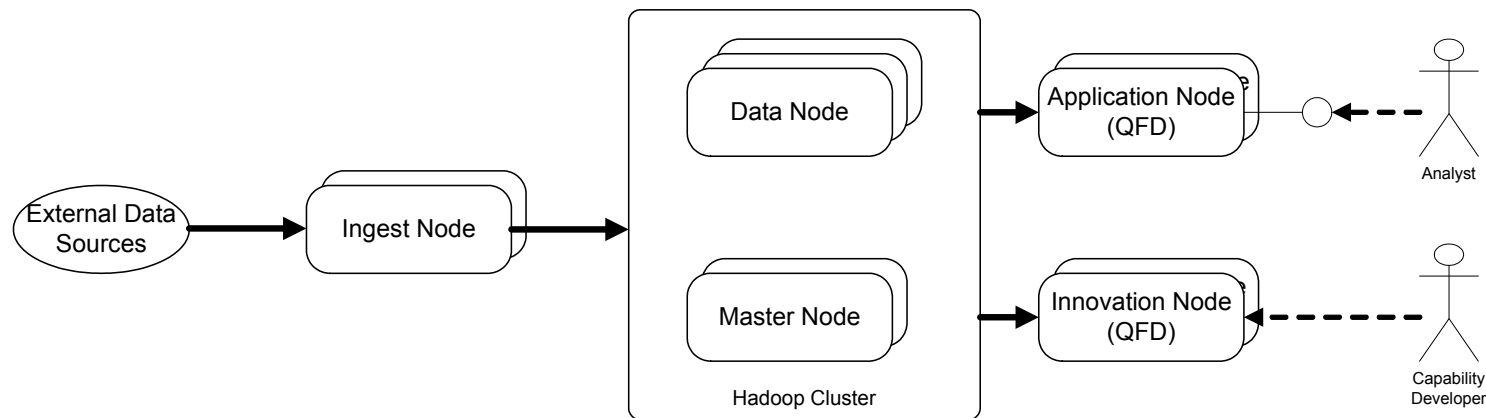 External Data
Sources
Ingest Node
Data Node
Master Node
Hadoop Cluster
Application Node
(QFD)
Innovation Node
(QFD)
Analyst
Capability
Developer